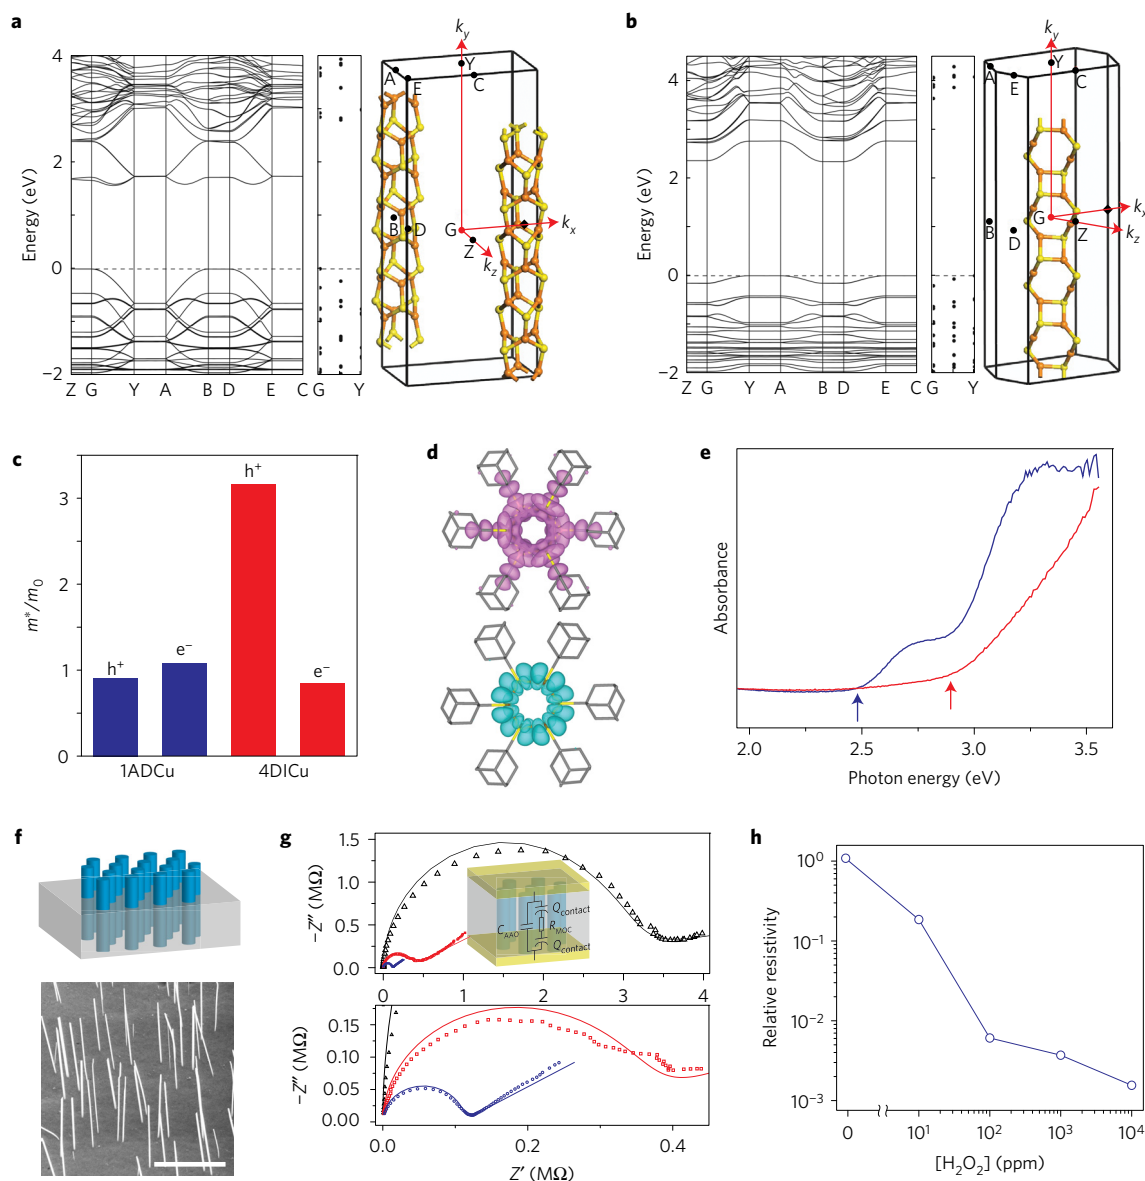 a
Energy (eV)
4
2
0
−2
Z G Y A B D E C G Y
k_y
A
Y
E
C
B
D
G
Z
k_x
k_z
b
Energy (eV)
4
2
0
−2
Z G Y A B D E C G Y
k_y
A
Y
E
C
B
D
G
Z
k_x
k_z
c
m*/m_0
3
2
1
0
h⁺
e⁻
h⁺
e⁻
1ADCu 4DICu
d
e
Absorbance
2.0 2.5 3.0 3.5
Photon energy (eV)
f
g
−Z″ (MΩ)
1.5
1.0
0.5
0.0
C_AAO
Q_contact
R_MOC
Q_contact
0 1 2 3 4
−Z″ (MΩ)
0.15
0.10
0.05
0.00
0.0 0.2 0.4
Z′ (MΩ)
h
Relative resistivity
10⁰
10⁻¹
10⁻²
10⁻³
0 10¹ 10² 10³ 10⁴
[H₂O₂] (ppm)